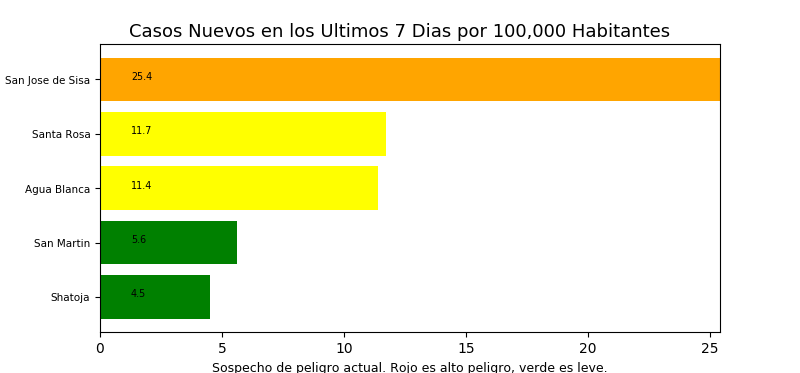 Casos Nuevos en los Ultimos 7 Dias por 100,000 Habitantes
San Jose de Sisa 25.4
Santa Rosa 11.7
Agua Blanca 11.4
San Martin 5.6
Shatoja 4.5
0 5 10 15 20 25
Sospecho de peligro actual. Rojo es alto peligro, verde es leve.